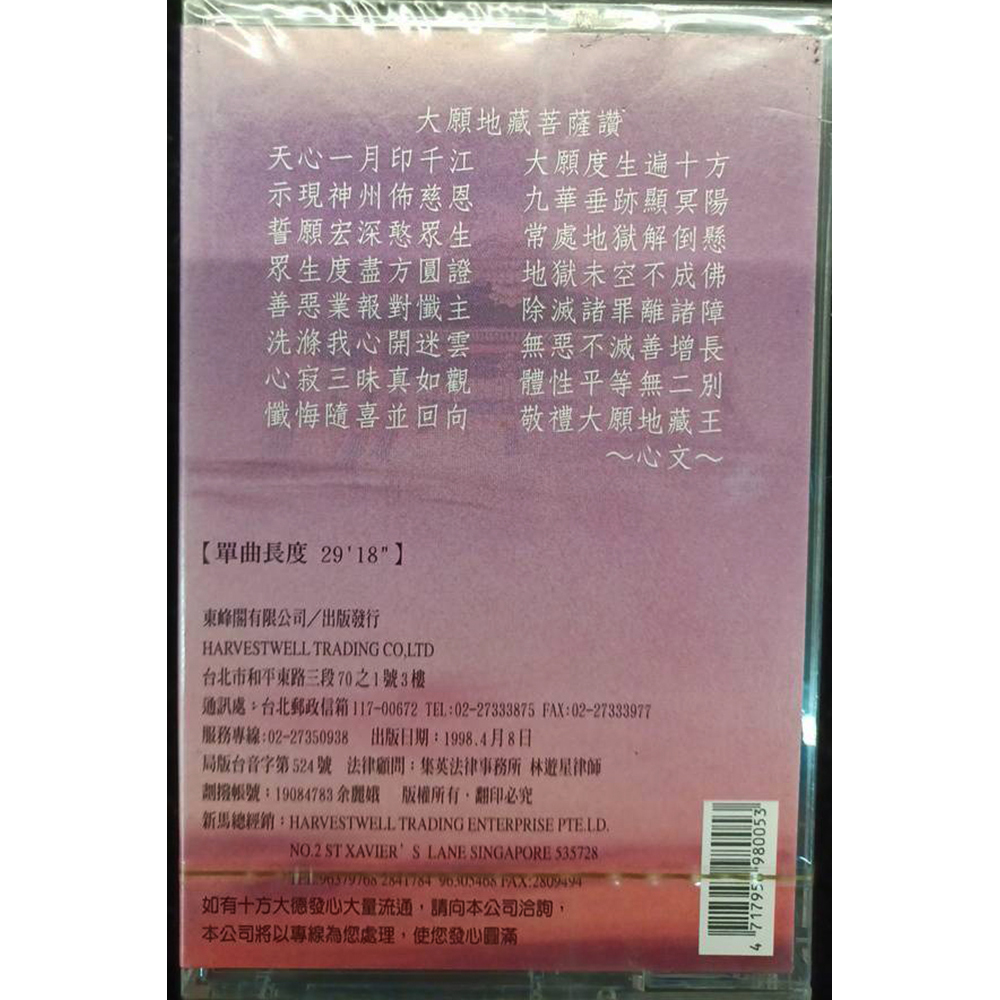 大願地藏菩薩讚
天心一月印千江 大願度生遍十方
示現神州佈慈恩 九華垂跡顯冥陽
誓願宏深憨眾生 常處地獄解倒懸
眾生度盡方圓證 地獄未空不成佛
善惡業報對懺主 除滅諸罪離諸障
洗滌我心開迷雲 無惡不滅善增長
心寂三昧真如觀 體性平等無二別
懺悔隨喜並回向 敬禮大願地藏王
～心文～
【單曲長度 29'18"】
東峰閣有限公司／出版發行
HARVESTWELL TRADING CO,LTD
台北市和平東路三段70之1號3樓
通訊處：台北郵政信箱117-00672 TEL:02-27333875 FAX:02-27333977
服務專線:02-27350938 出版日期：1998.4月8日
局版台音字第524號 法律顧問：集英法律事務所 林遊星律師
劃撥帳號：19084783余麗娥 版權所有，翻印必究
新馬總經銷：HARVESTWELL TRADING ENTERPRISE PTE.LD.
NO.2 ST XAVIER'S LANE SINGAPORE 535728
TEL:96379768 2841784 96305468 FAX:2809494
如有十方大德發心大量流通，請向本公司洽詢，
本公司將以專線為您處理，使您發心圓滿